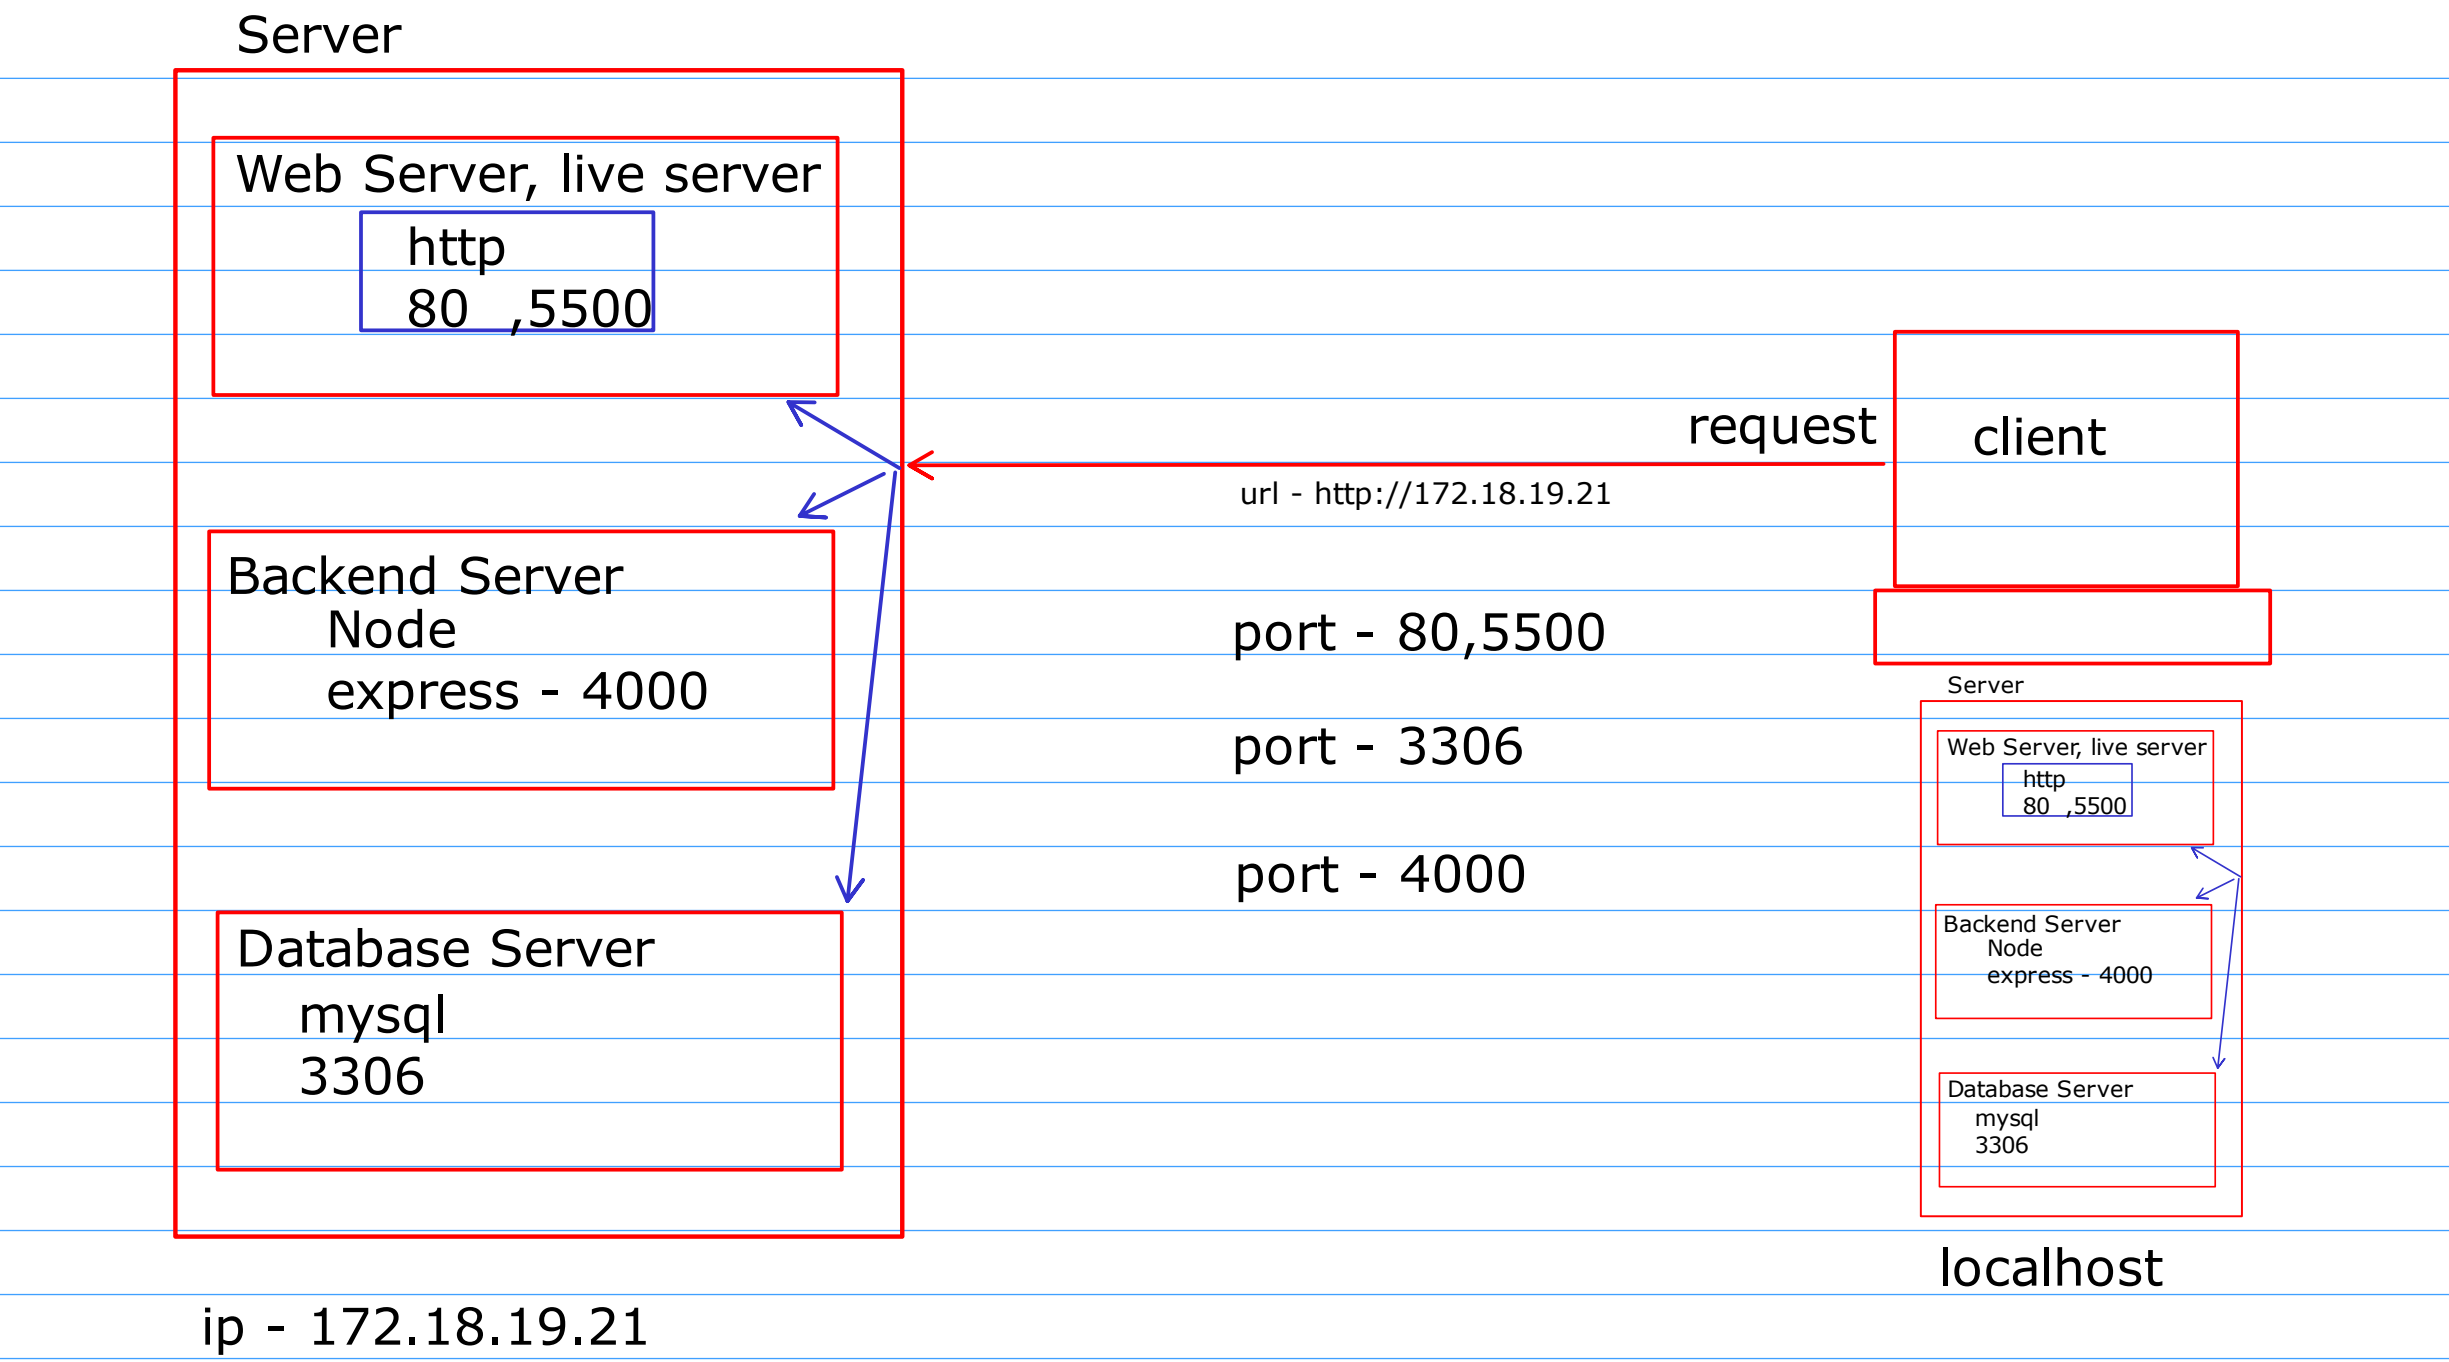 Server
Web Server, live server
http
80 ,5500
Backend Server
Node
express - 4000
Database Server
mysql
3306
ip - 172.18.19.21
request
url - http://172.18.19.21
port - 80,5500
port - 3306
port - 4000
client
Server
Web Server, live server
http
80 ,5500
Backend Server
Node
express - 4000
Database Server
mysql
3306
localhost